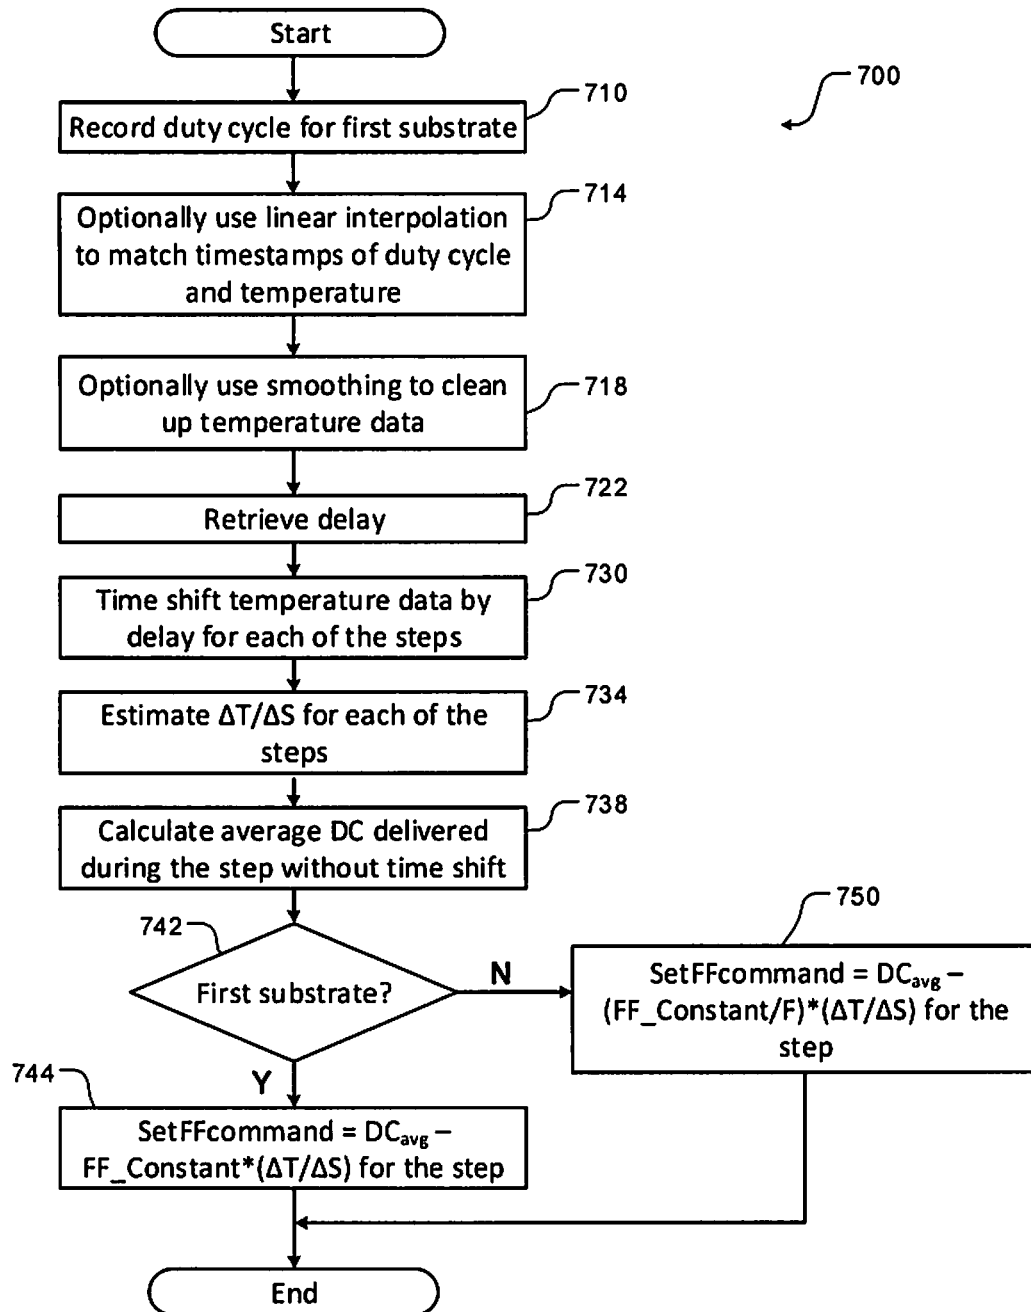 Start
700
710
Record duty cycle for first substrate
714
Optionally use linear interpolation
to match timestamps of duty cycle
and temperature
Optionally use smoothing to clean
up temperature data
718
722
Retrieve delay
730
Time shift temperature data by
delay for each of the steps
734
Estimate ΔT/ΔS for each of the
steps
738
Calculate average DC delivered
during the step without time shift
742
First substrate?
N
Y
750
SetFFcommand = DCavg –
(FF_Constant/F)*(ΔT/ΔS) for the
step
744
SetFFcommand = DCavg –
FF_Constant*(ΔT/ΔS) for the step
End